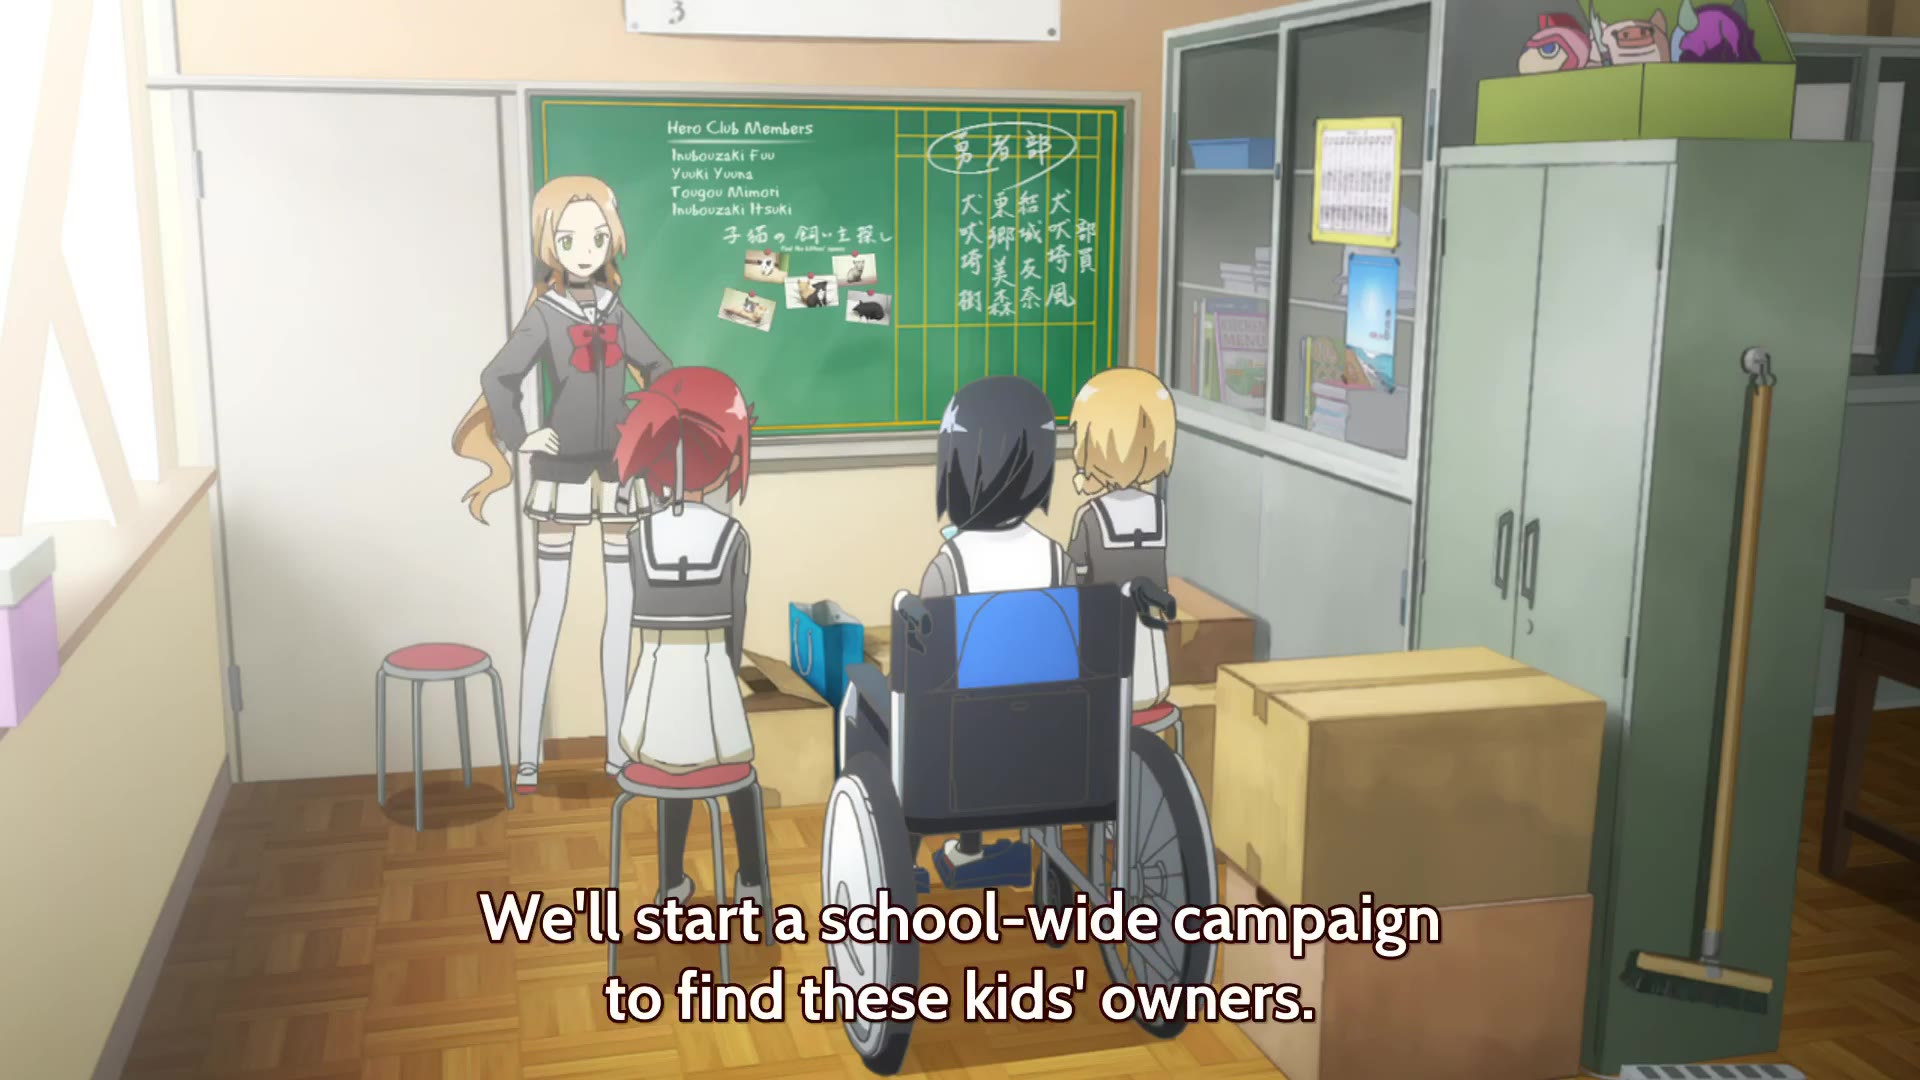 3
Hero Club Members
Inubouzaki Fuu
Yuuki Yuuna
Tougou Mimori
Inubouzaki Itsuki
子猫の飼い主探し
勇者部
部員
犬吠埼 風
結城 友奈
東郷 美森
犬吠埼 樹
MENU
We'll start a school-wide campaign
to find these kids' owners.